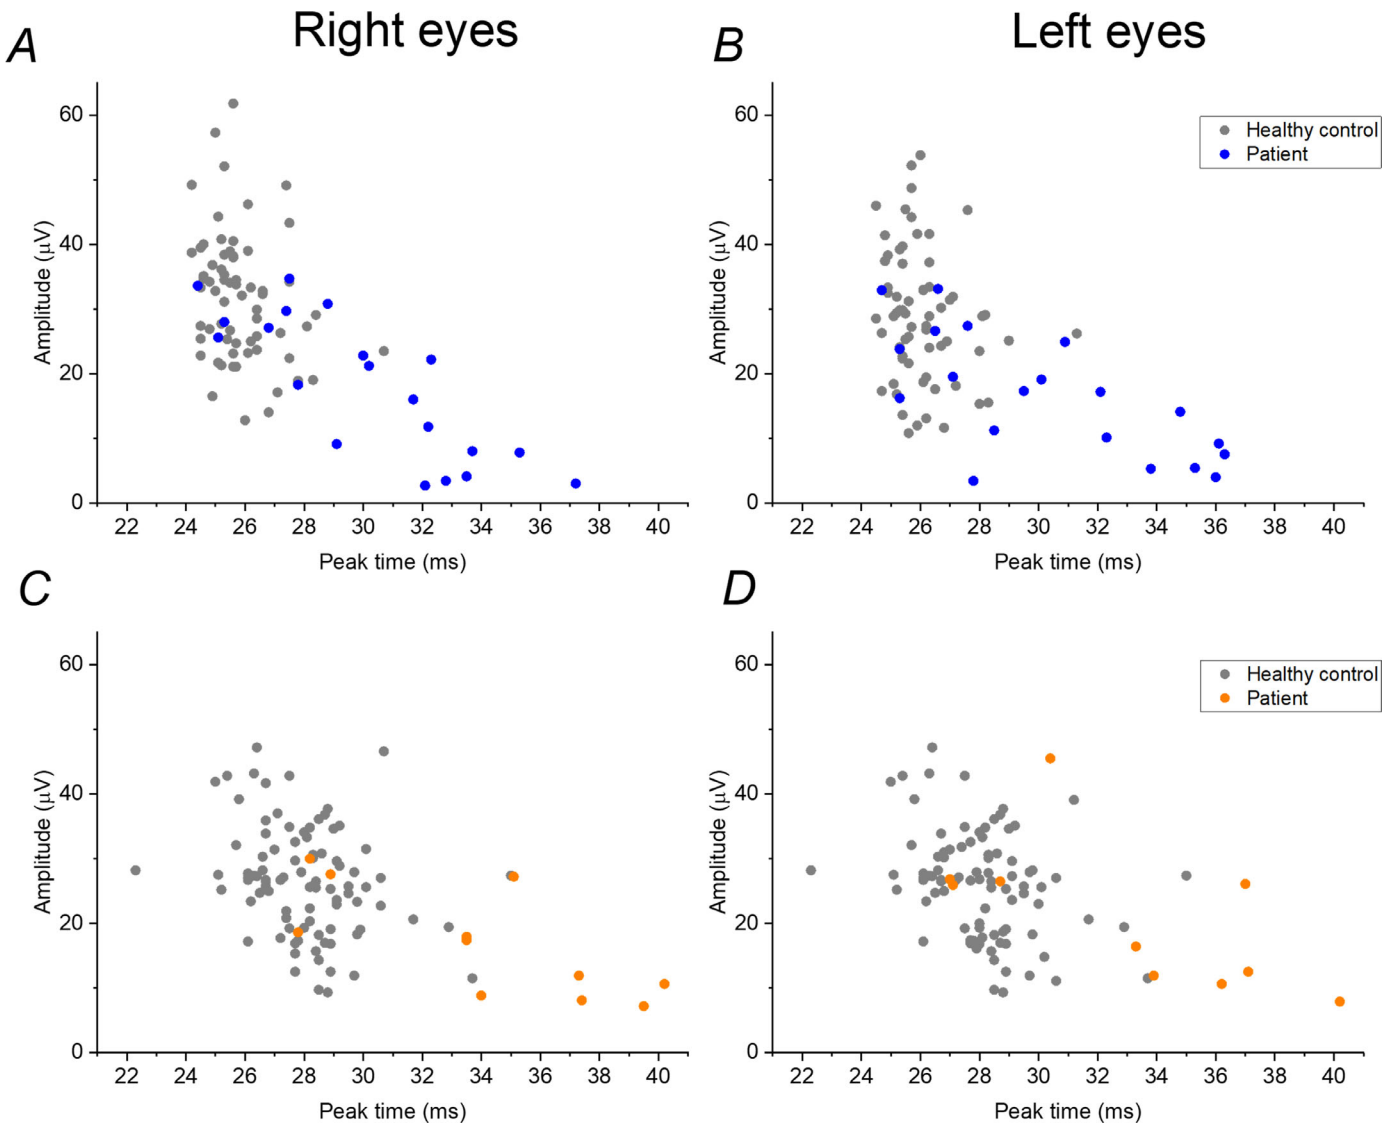 Right eyes
Left eyes
A
B
60
40
20
0
Amplitude (μV)
22 24 26 28 30 32 34 36 38 40
Peak time (ms)
60
40
20
0
Amplitude (μV)
22 24 26 28 30 32 34 36 38 40
Peak time (ms)
Healthy control
Patient
C
D
60
40
20
0
Amplitude (μV)
22 24 26 28 30 32 34 36 38 40
Peak time (ms)
60
40
20
0
Amplitude (μV)
22 24 26 28 30 32 34 36 38 40
Peak time (ms)
Healthy control
Patient